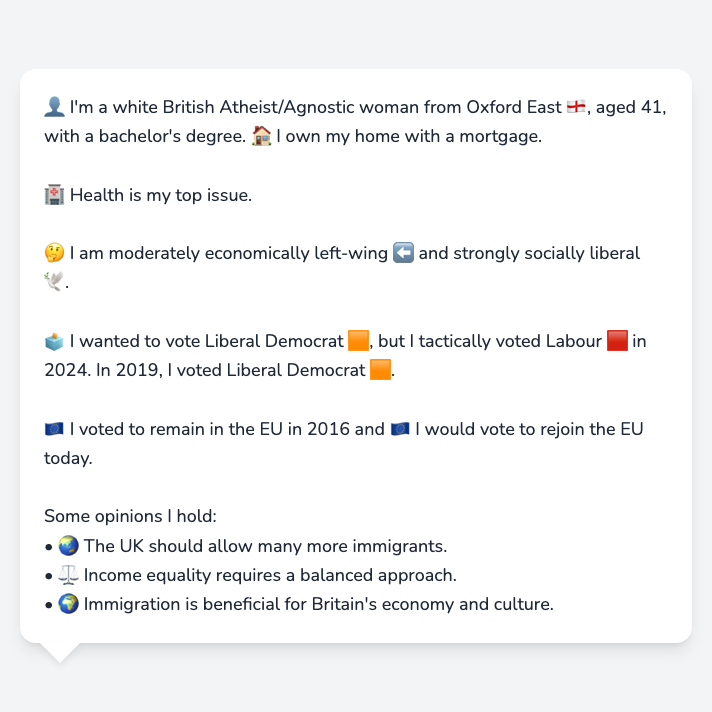 👤 I'm a white British Atheist/Agnostic woman from Oxford East 🏴󠁧󠁢󠁥󠁮󠁧󠁿, aged 41,
with a bachelor's degree. 🏠 I own my home with a mortgage.
🏥 Health is my top issue.
🤔 I am moderately economically left-wing ⬅️ and strongly socially liberal
🕊️.
🗳️ I wanted to vote Liberal Democrat 🟧, but I tactically voted Labour 🟥 in
2024. In 2019, I voted Liberal Democrat 🟧.
🇪🇺 I voted to remain in the EU in 2016 and 🇪🇺 I would vote to rejoin the EU
today.
Some opinions I hold:
• 🌏 The UK should allow many more immigrants.
• ⚖️ Income equality requires a balanced approach.
• 🌍 Immigration is beneficial for Britain's economy and culture.